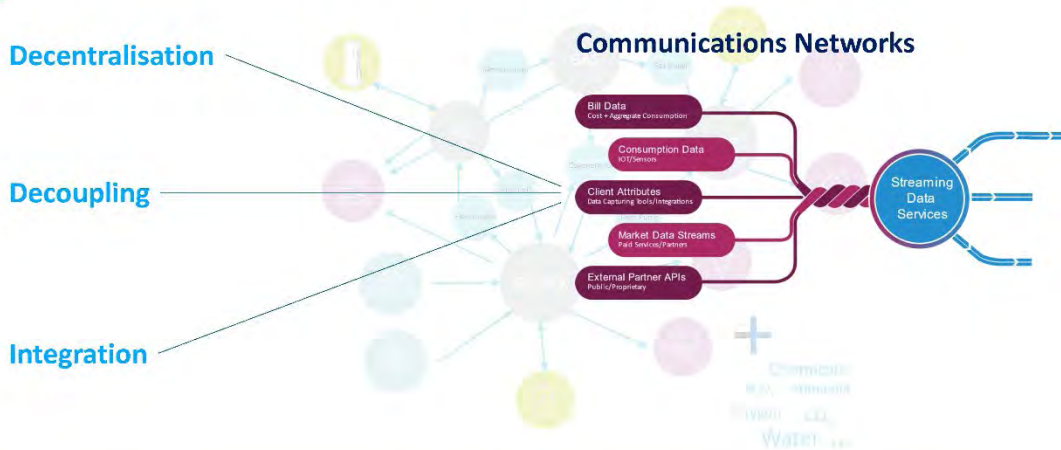 Decentralisation
Decoupling
Integration
Communications Networks
Bill Data
Cost + Aggregate Consumption
Consumption Data
IOT/Sensors
Client Attributes
Data Capturing Tools/Integrations
Market Data Streams
Paid Services/Partners
External Partner APIs
Public/Proprietary
Streaming
Data
Services
+
Chemicals
Water